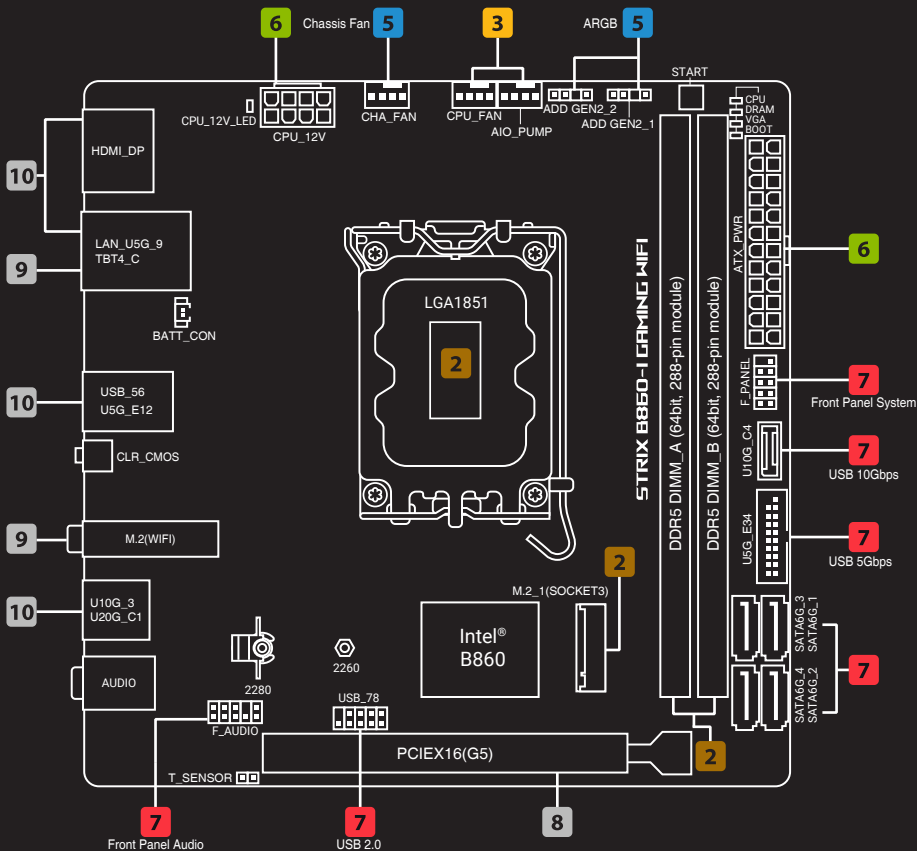 6
Chassis Fan
5
3
ARGB
5
START
CPU_12V_LED
CPU_12V
CHA_FAN
CPU_FAN
AIO_PUMP
ADD GEN2_2
ADD GEN2_1
CPU
DRAM
VGA
BOOT
HDMI_DP
10
LAN_U5G_9
TBT4_C
9
BATT_CON
LGA1851
2
STRIX B860-I GAMING WIFI
DDR5 DIMM_A (64bit, 288-pin module)
DDR5 DIMM_B (64bit, 288-pin module)
ATX_PWR
6
F_PANEL
7
Front Panel System
USB_56
U5G_E12
10
CLR_CMOS
U10G_C4
7
USB 10Gbps
M.2(WIFI)
9
U5G_E34
7
USB 5Gbps
2
M.2_1(SOCKET3)
U10G_3
U20G_C1
10
Intel®
B860
SATA6G_3
SATA6G_1
SATA6G_4
SATA6G_2
7
AUDIO
2280
2260
F_AUDIO
USB_78
PCIEX16(G5)
2
T_SENSOR
7
Front Panel Audio
7
USB 2.0
8